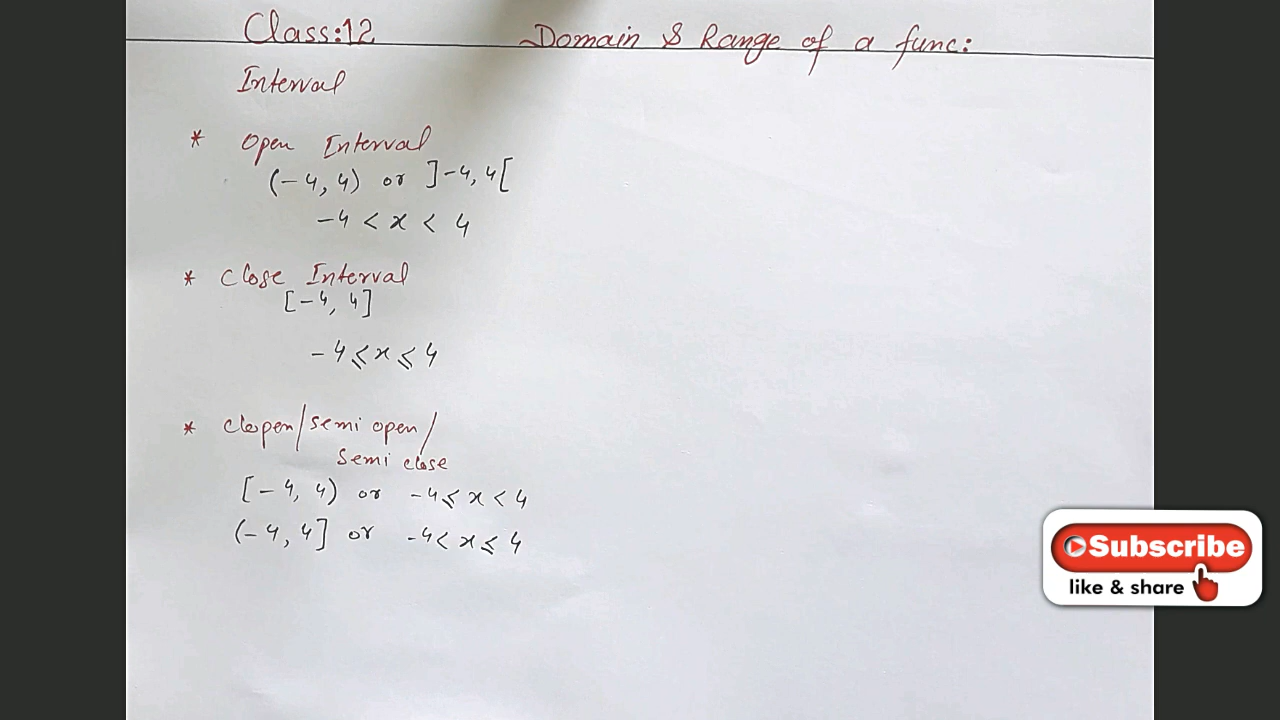 Class:12 Domain & Range of a func:
Interval
* Open Interval
(-4, 4) or ]-4, 4[
-4 < x < 4
* Close Interval
[-4, 4]
-4 ⩽ x ⩽ 4
* Clopen/semi open/
Semi close
[-4, 4) or -4 ⩽ x < 4
(-4, 4] or -4 < x ⩽ 4
Subscribe
like & share